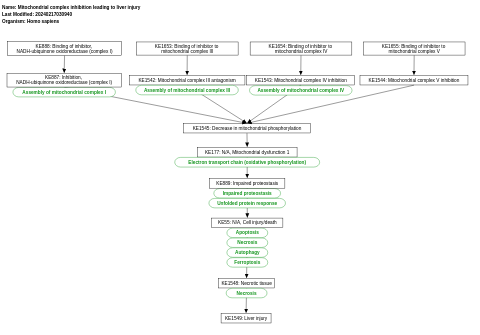 Name: Mitochondrial complex inhibition leading to liver injury
Last Modified: 20240217039940
Organism: Homo sapiens
KE888: Binding of inhibitor,
NADH-ubiquinone oxidoreductase (complex I)
KE1653: Binding of inhibitor to
mitochondrial complex III
KE1654: Binding of inhibitor to
mitochondrial complex IV
KE1655: Binding of inhibitor to
mitochondrial complex V
KE887: Inhibition,
NADH-ubiquinone oxidoreductase (complex I)
KE1542: Mitochondrial complex III antagonism
KE1543: Mitochondrial complex IV inhibition
KE1544: Mitochondrial complex V inhibition
Assembly of mitochondrial complex I
Assembly of mitochondrial complex III
Assembly of mitochondrial complex IV
KE1545: Decrease in mitochondrial phosphorylation
KE177: N/A, Mitochondrial dysfunction 1
Electron transport chain (oxidative phosphorylation)
KE889: Impaired proteostasis
Impaired proteostasis
Unfolded protein response
KE55: N/A, Cell injury/death
Apoptosis
Necrosis
Autophagy
Ferroptosis
KE1548: Necrotic tissue
Necrosis
KE1549: Liver injury